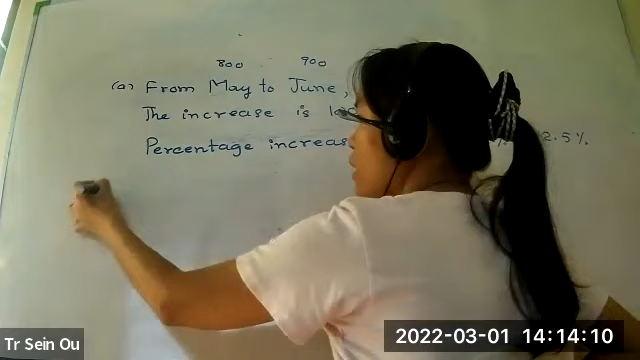 800 900
(a) From May to June,
The increase is
Percentage increas
2.5%.
Tr Sein Ou
2022-03-01 14:14:10